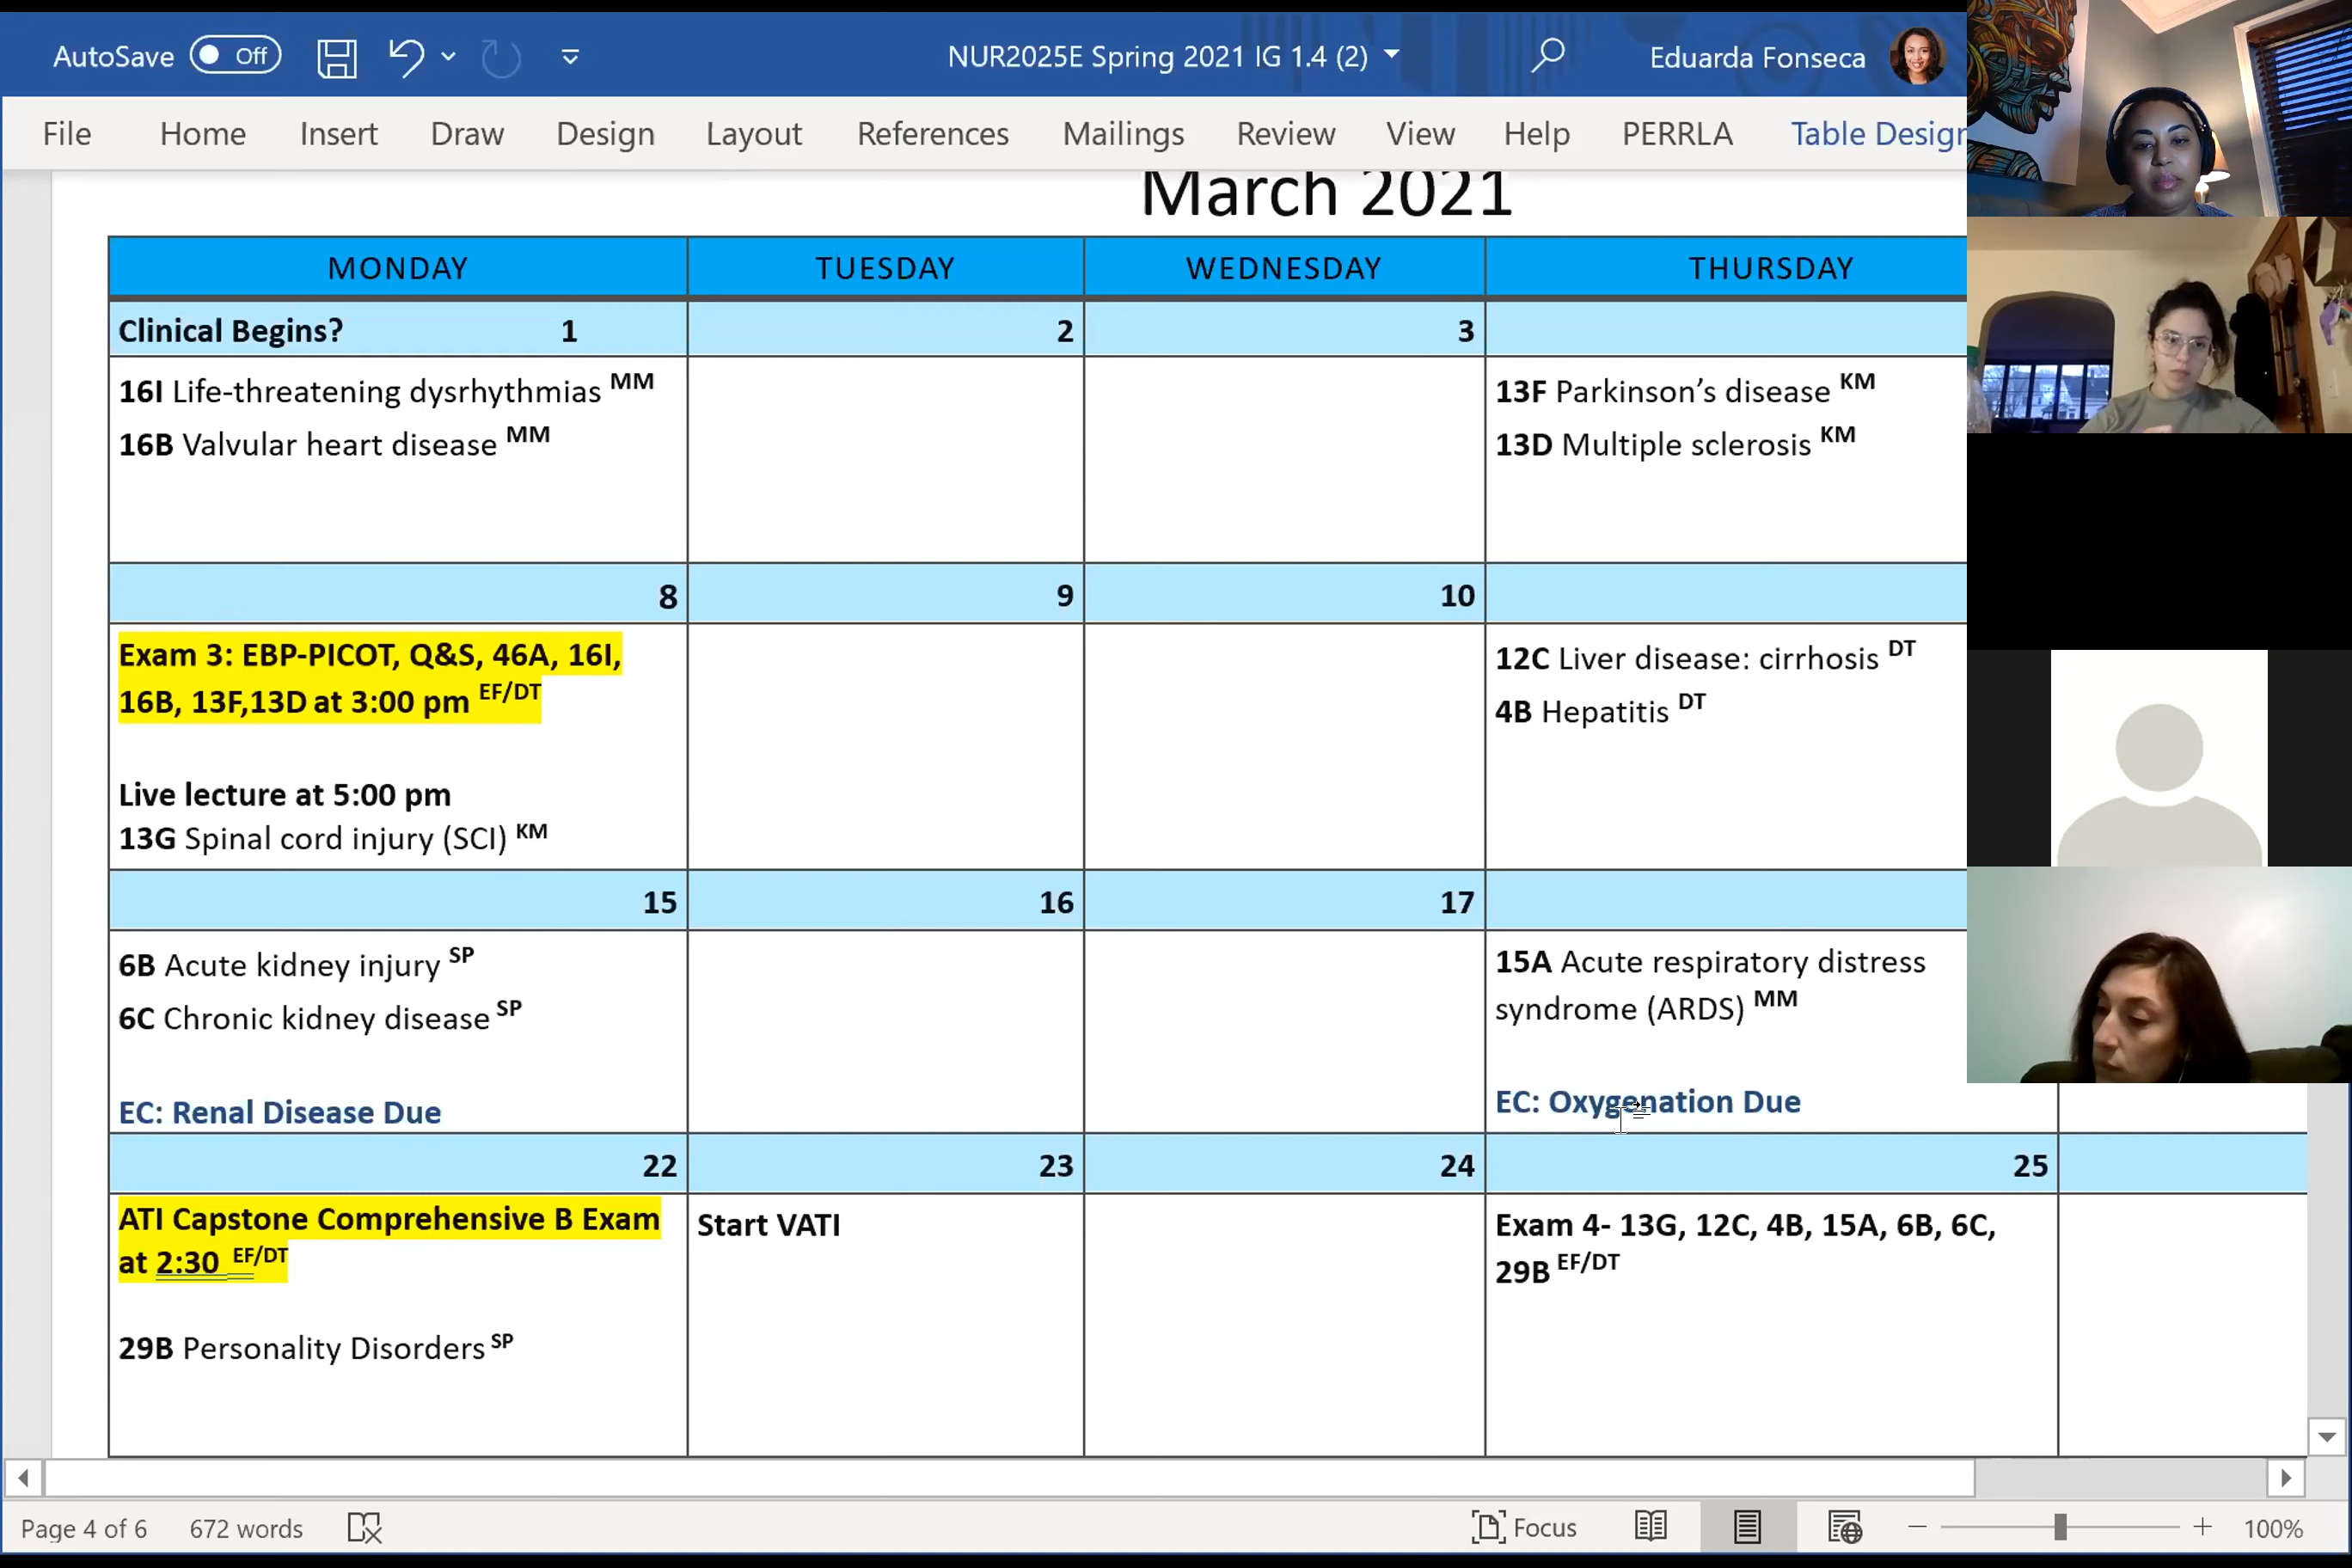 AutoSave Off
NUR2025E Spring 2021 IG 1.4 (2)
Eduarda Fonseca
File Home Insert Draw Design Layout References Mailings Review View Help PERRLA Table Design
March 2021
MONDAY TUESDAY WEDNESDAY THURSDAY
Clinical Begins? 1 2 3
16I Life-threatening dysrhythmias MM
16B Valvular heart disease MM
13F Parkinson’s disease KM
13D Multiple sclerosis KM
8 9 10
Exam 3: EBP-PICOT, Q&S, 46A, 16I,
16B, 13F,13D at 3:00 pm EF/DT
Live lecture at 5:00 pm
13G Spinal cord injury (SCI) KM
12C Liver disease: cirrhosis DT
4B Hepatitis DT
15 16 17
6B Acute kidney injury SP
6C Chronic kidney disease SP
EC: Renal Disease Due
15A Acute respiratory distress
syndrome (ARDS) MM
EC: Oxygenation Due
22 23 24 25
ATI Capstone Comprehensive B Exam
at 2:30 EF/DT
29B Personality Disorders SP
Start VATI
Exam 4- 13G, 12C, 4B, 15A, 6B, 6C,
29B EF/DT
Page 4 of 6 672 words Focus 100%